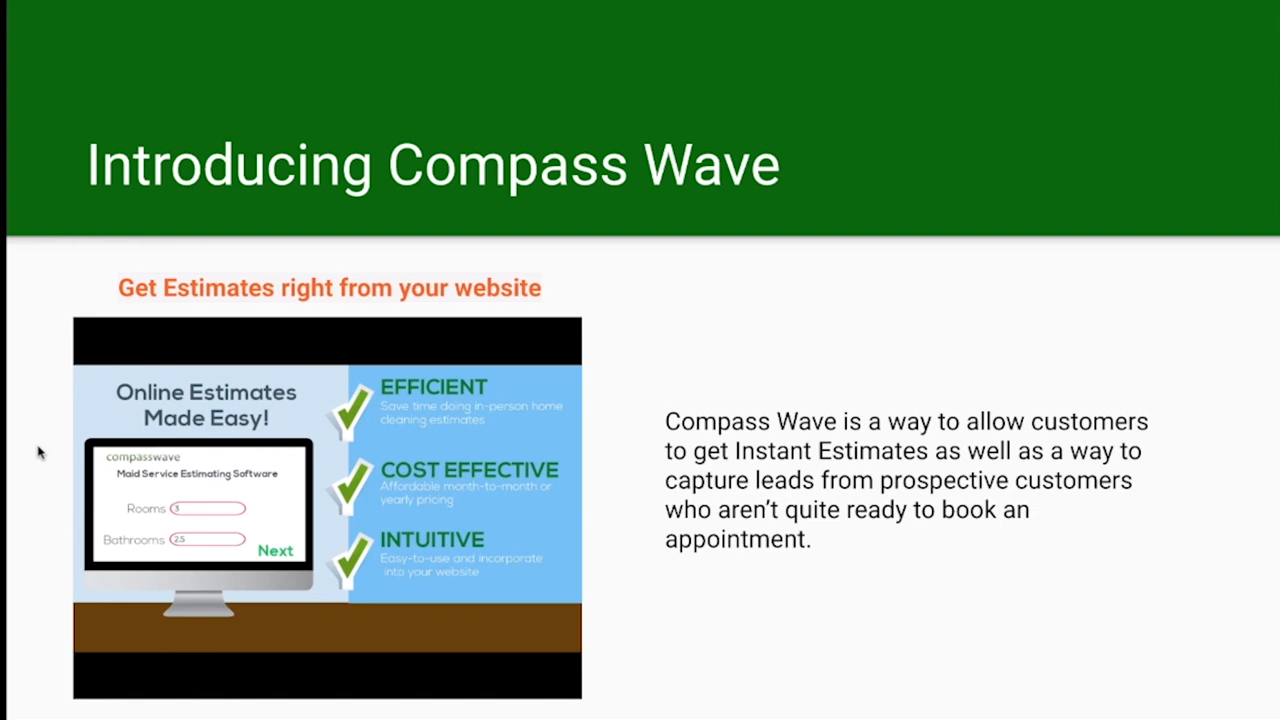 Introducing Compass Wave
Get Estimates right from your website
Online Estimates
Made Easy!
compasswave
Maid Service Estimating Software
Rooms 3
Bathrooms 2.5
Next
EFFICIENT
Save time doing in-person home
cleaning estimates
COST EFFECTIVE
Affordable month-to-month or
yearly pricing
INTUITIVE
Easy-to-use and incorporate
into your website
Compass Wave is a way to allow customers
to get Instant Estimates as well as a way to
capture leads from prospective customers
who aren’t quite ready to book an
appointment.